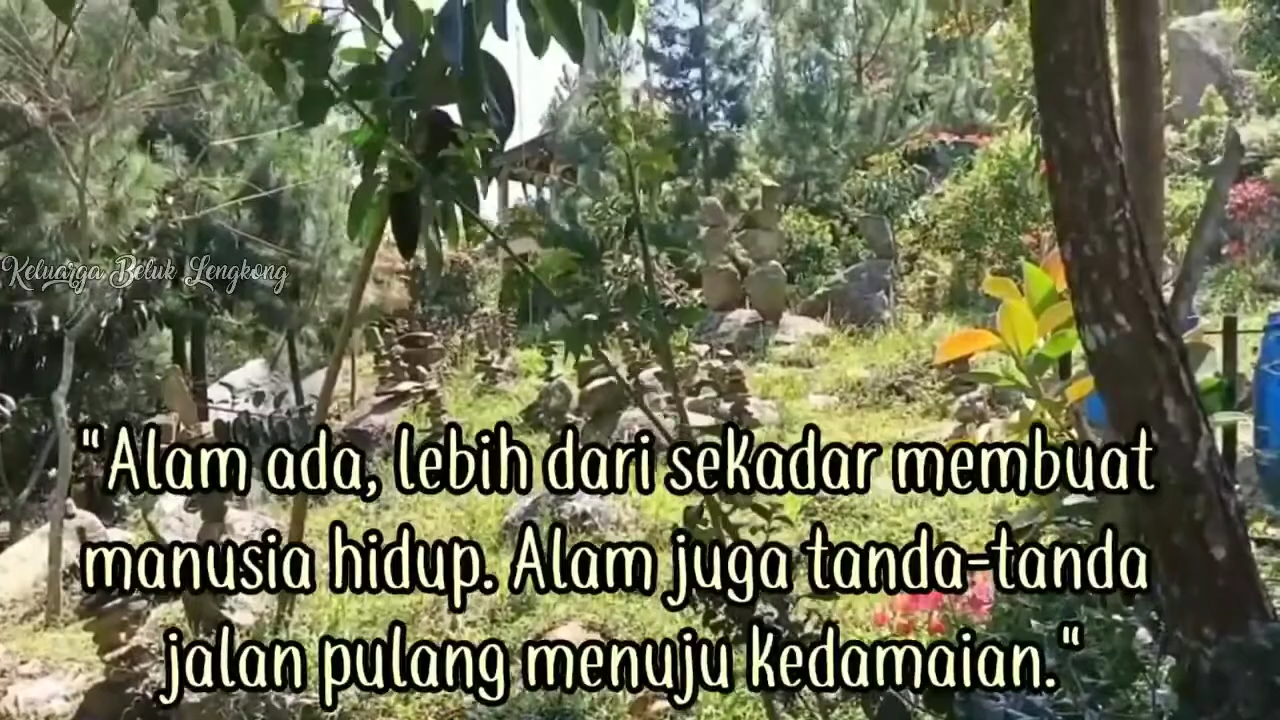 Keluarga Beluk Lengkong
"Alam ada, lebih dari sekadar membuat
manusia hidup. Alam juga tanda-tanda
jalan pulang menuju kedamaian."